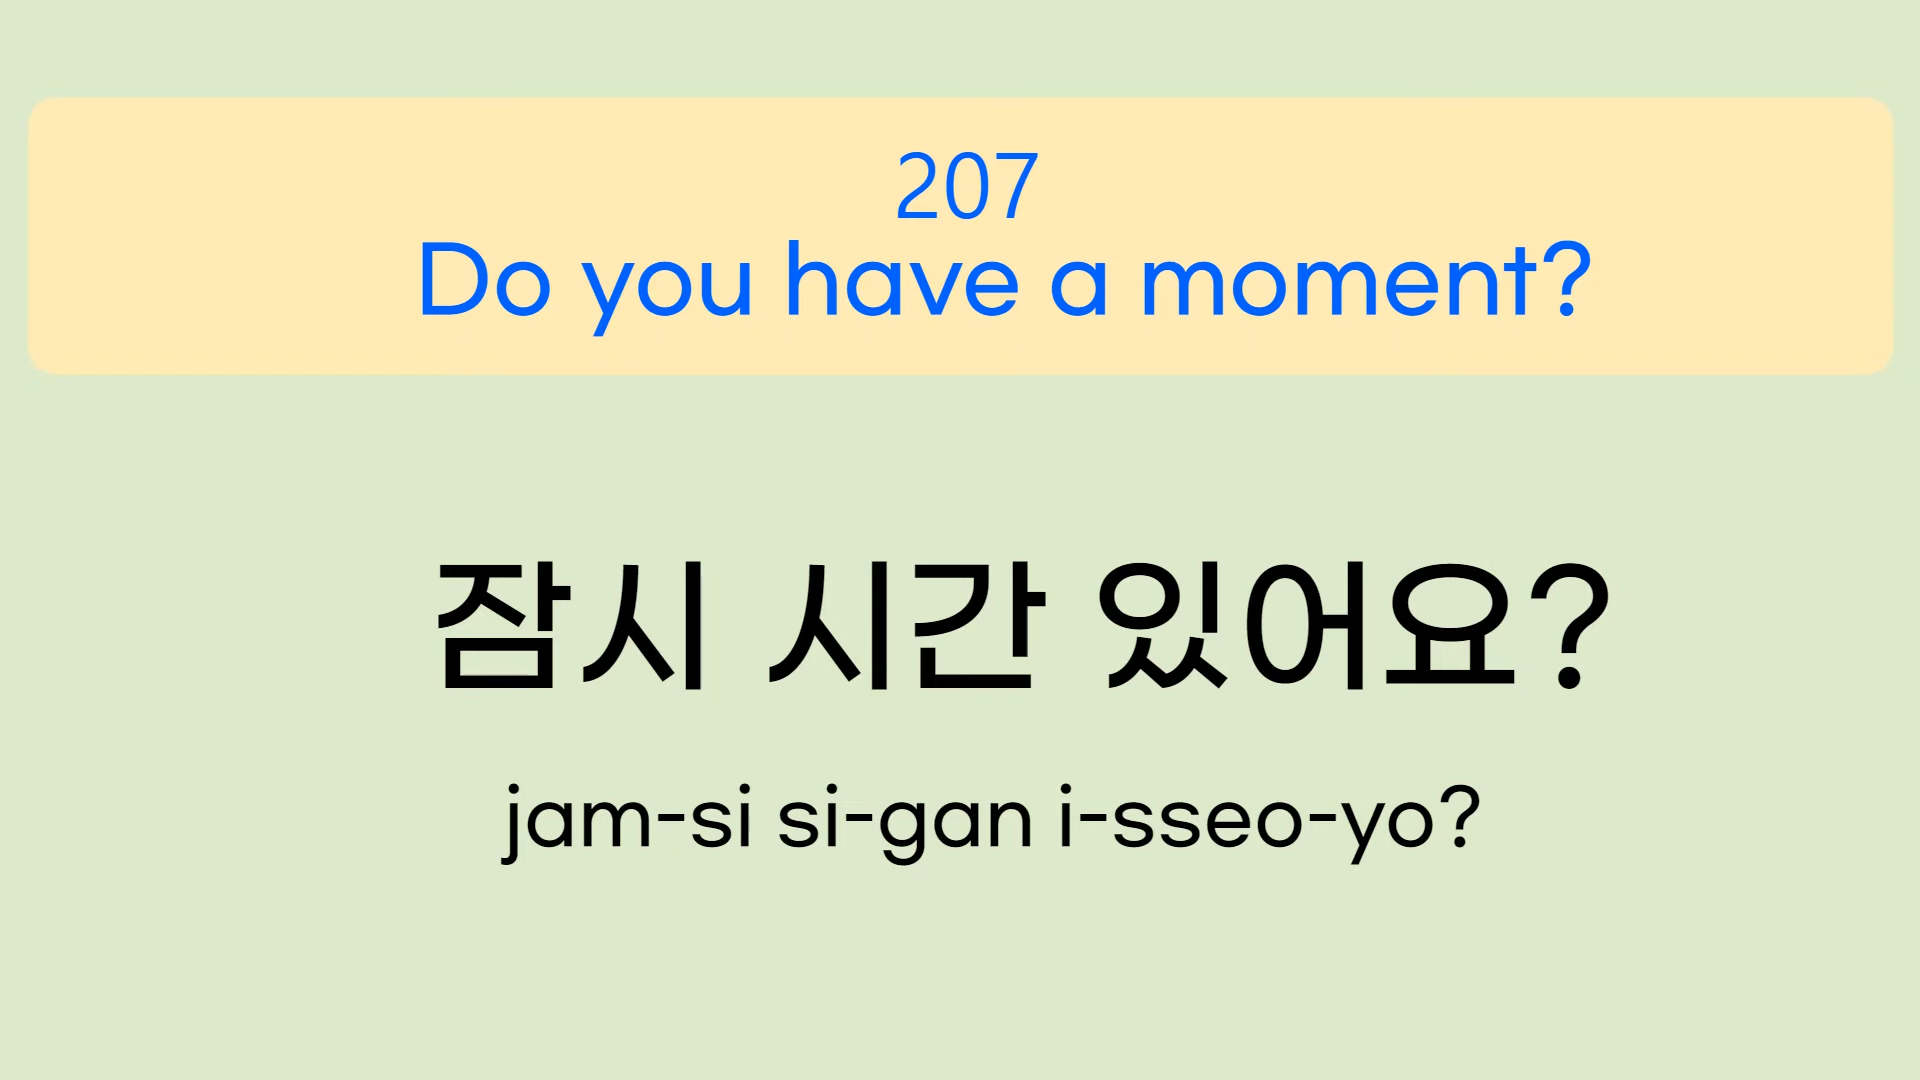 207
Do you have a moment?
잠시 시간 있어요?
jam-si si-gan i-sseo-yo?